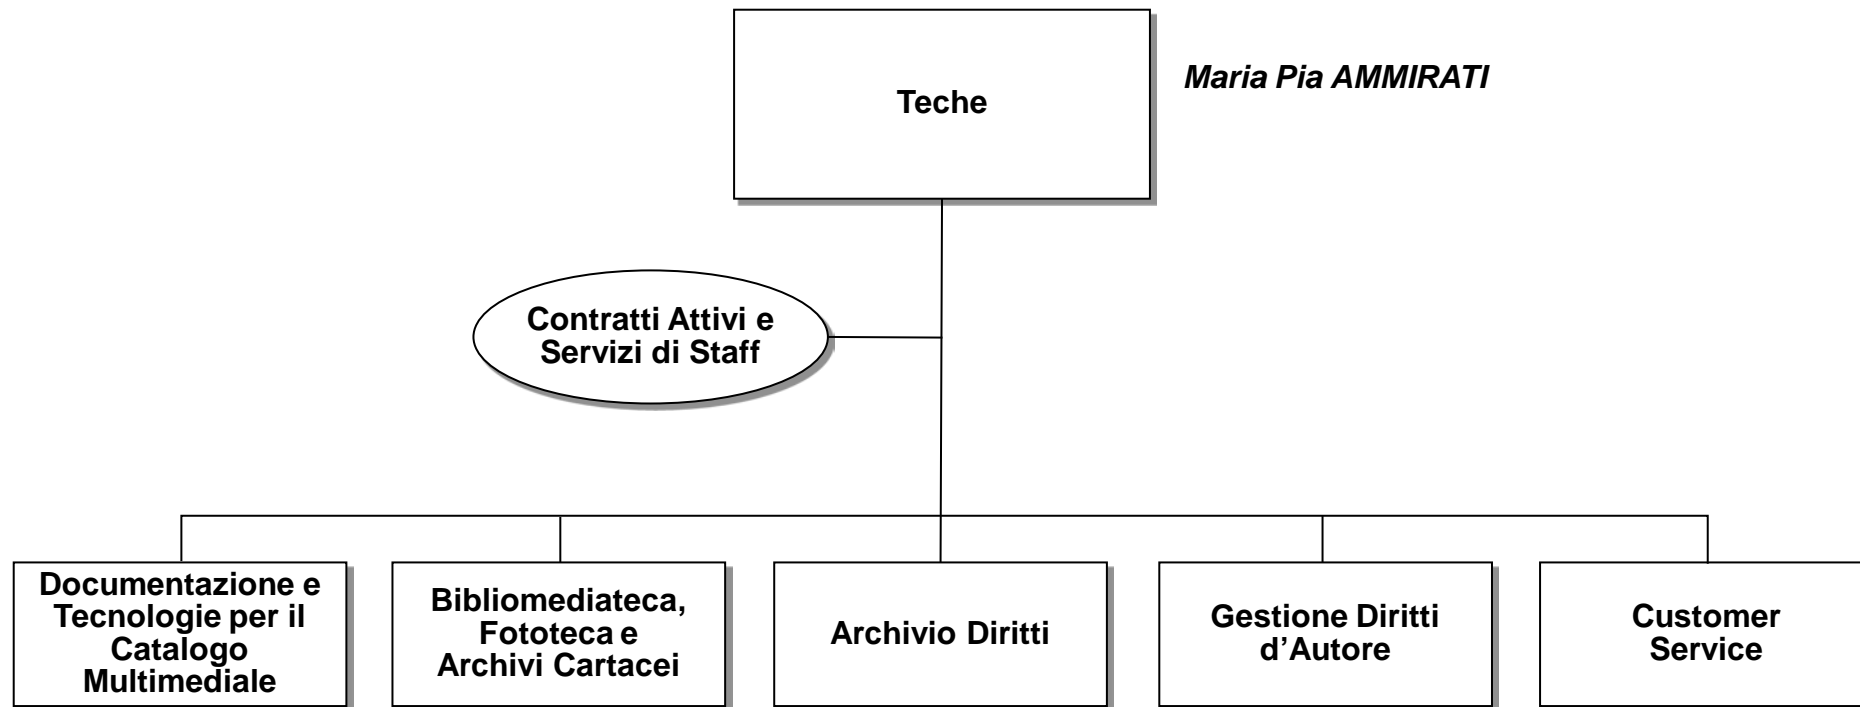 Teche
Maria Pia AMMIRATI
Contratti Attivi e
Servizi di Staff
Documentazione e
Tecnologie per il
Catalogo
Multimediale
Bibliomediateca,
Fototeca e
Archivi Cartacei
Archivio Diritti
Gestione Diritti
d’Autore
Customer
Service